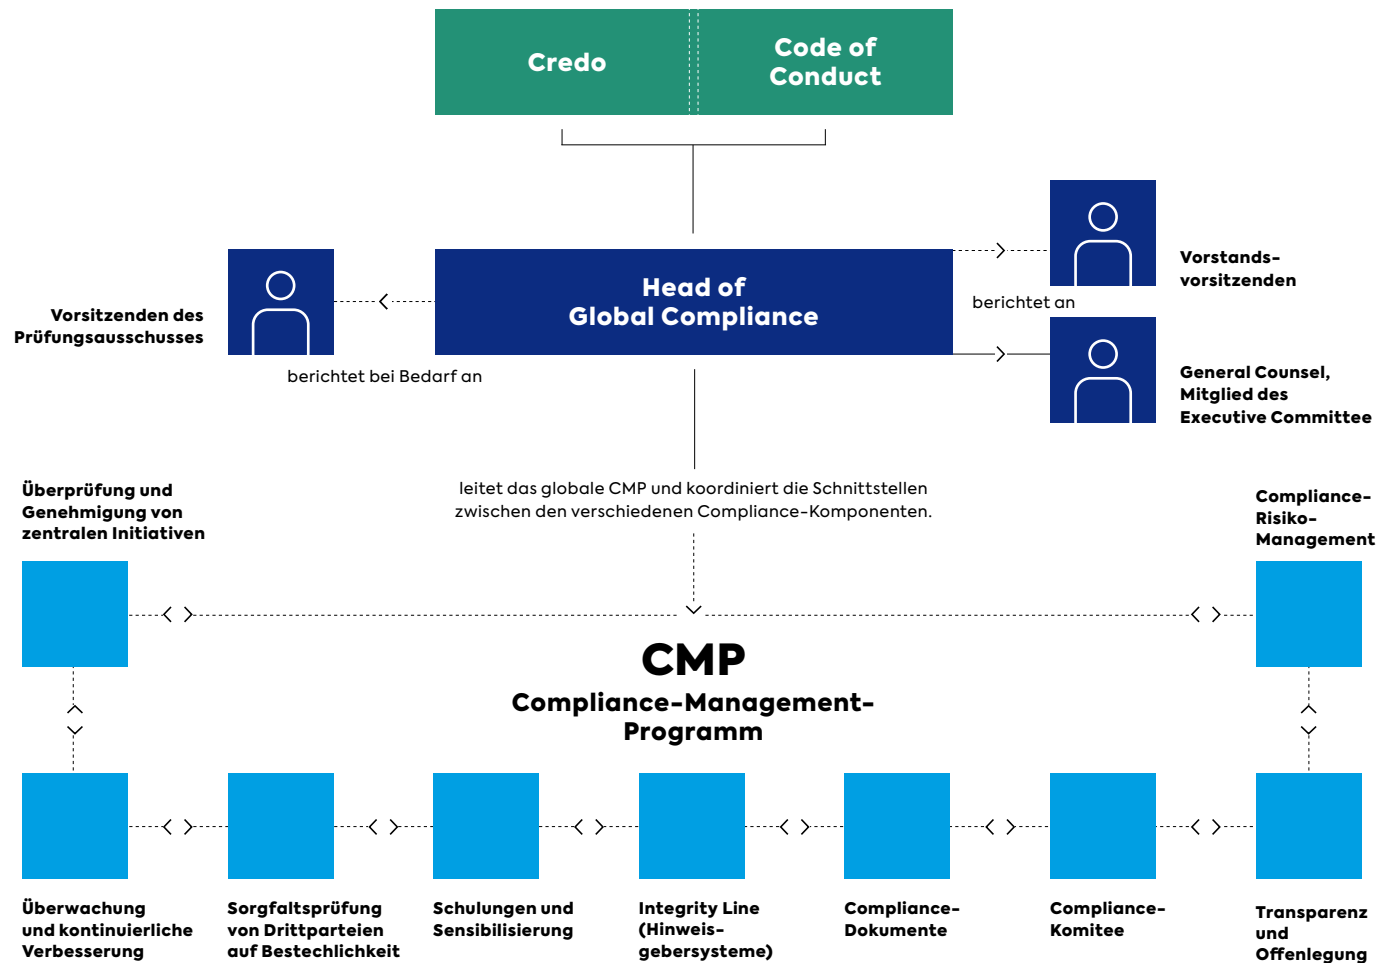 Credo
Code of
Conduct
Vorsitzenden des
Prüfungsausschusses
Head of
Global Compliance
berichtet bei Bedarf an
berichtet an
Vorstands-
vorsitzenden
General Counsel,
Mitglied des
Executive Committee
leitet das globale CMP und koordiniert die Schnittstellen
zwischen den verschiedenen Compliance-Komponenten.
Überprüfung und
Genehmigung von
zentralen Initiativen
Compliance-
Risiko-
Management
CMP
Compliance-Management-
Programm
Überwachung
und kontinuierliche
Verbesserung
Sorgfaltsprüfung
von Drittparteien
auf Bestechlichkeit
Schulungen und
Sensibilisierung
Integrity Line
(Hinweis-
gebersysteme)
Compliance-
Dokumente
Compliance-
Komitee
Transparenz
und
Offenlegung